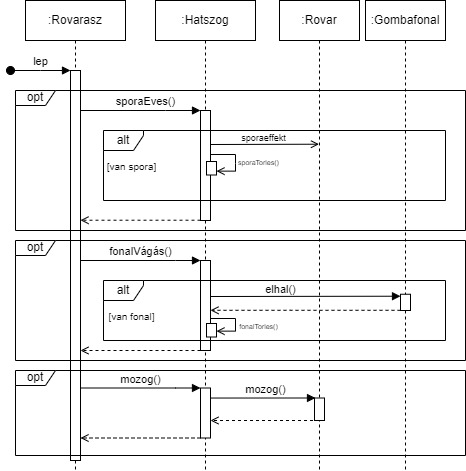 :Rovarasz
:Hatszog
:Rovar
:Gombafonal
lep
opt
sporaEves()
alt
sporaeffekt
[van spora]
sporaTorles()
opt
fonalVágás()
alt
elhal()
[van fonal]
fonalTorles()
opt
mozog()
mozog()